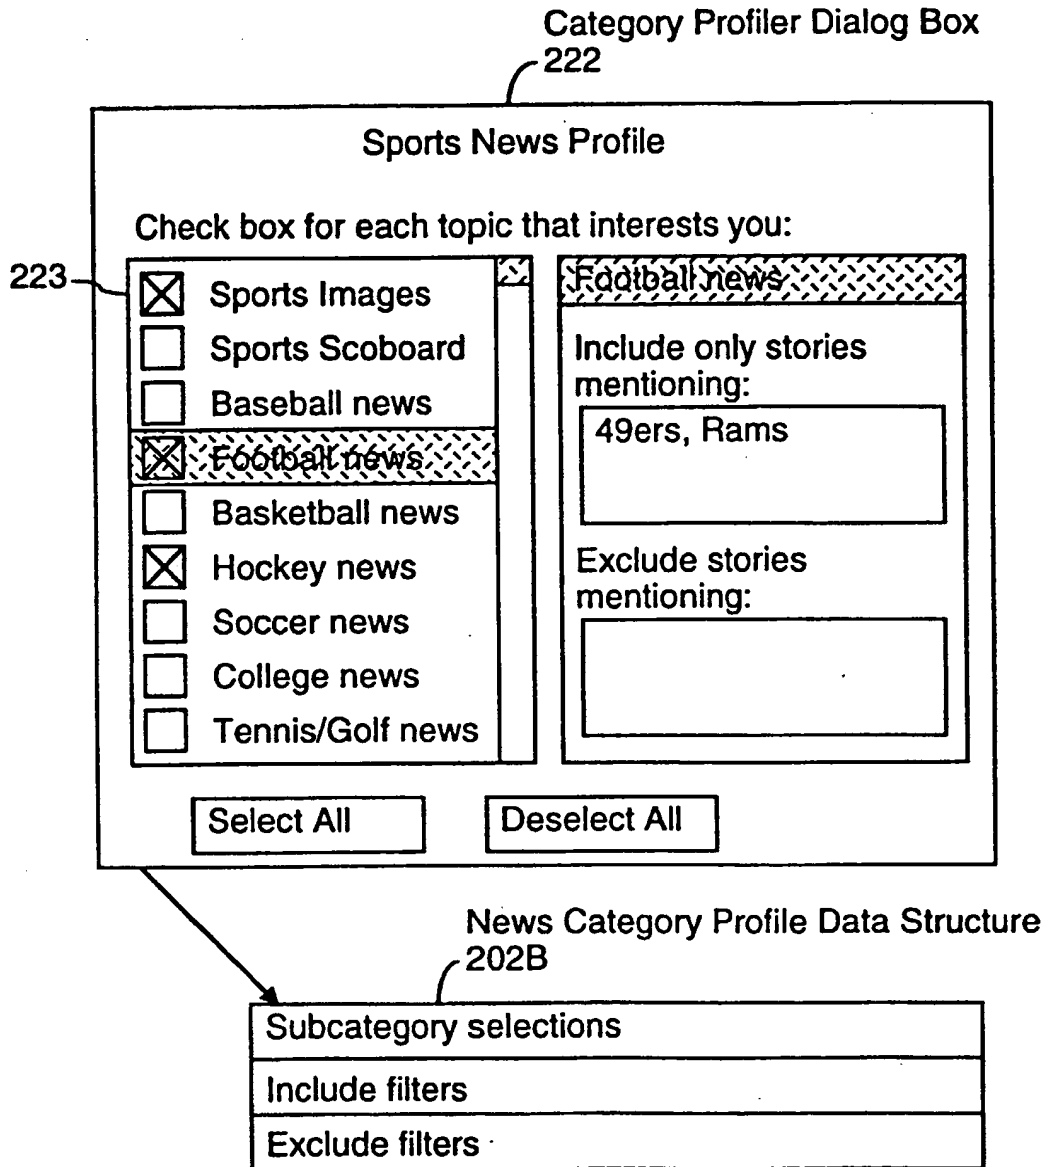 Category Profiler Dialog Box
222
Sports News Profile
Check box for each topic that interests you:
223
Sports Images
Sports Scoboard
Baseball news
Football news
Basketball news
Hockey news
Soccer news
College news
Tennis/Golf news
Football news
Include only stories
mentioning:
49ers, Rams
Exclude stories
mentioning:
Select All
Deselect All
News Category Profile Data Structure
202B
Subcategory selections
Include filters
Exclude filters